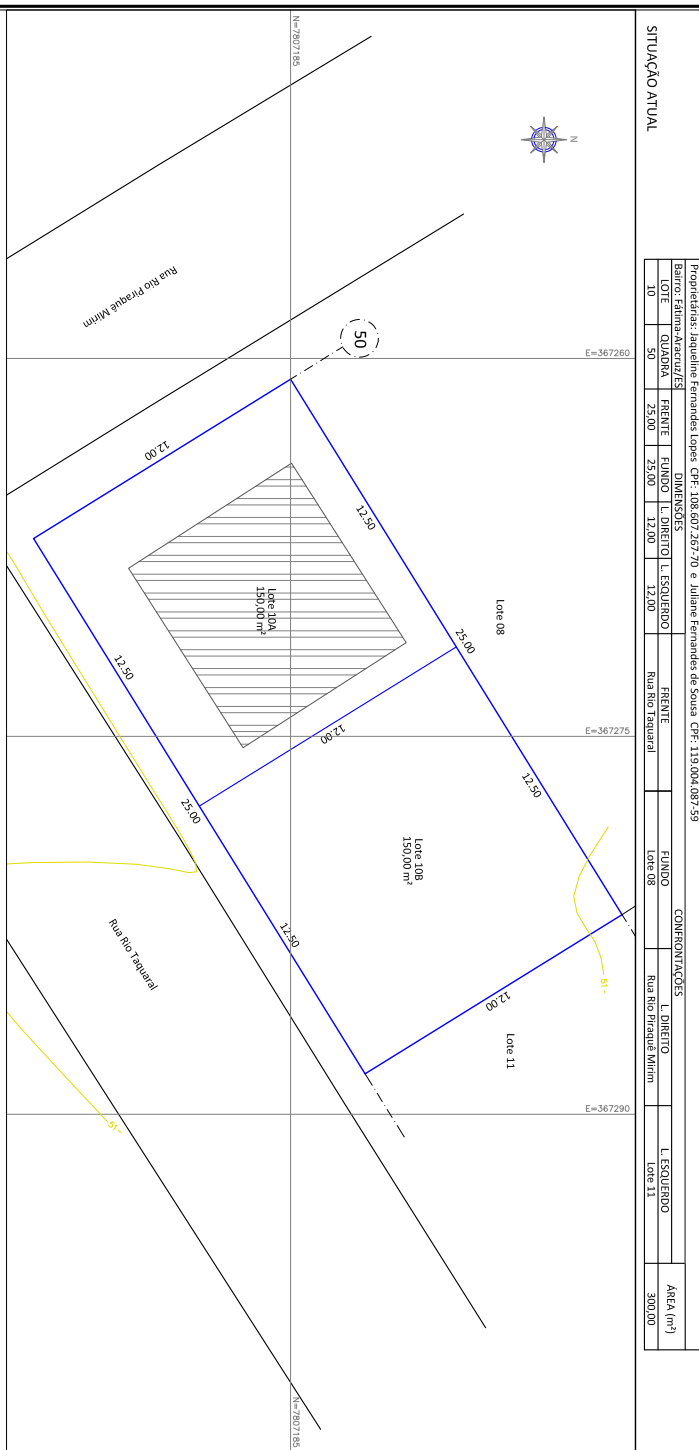 Proprietárias: Jaqueline Fernandes Lopes CPF: 108.607.267-70 e Juliane Fernandes de Sousa CPF: 119.004.087-59
Bairro: Fátima-Aracruz/ES DIMENSÕES CONFRONTAÇÕES ÁREA (m²)
LOTE QUADRA FRENTE FUNDO L. DIREITO L. ESQUERDO FRENTE FUNDO L. DIREITO L. ESQUERDO
10 50 25,00 25,00 12,00 12,00 Rua Rio Taquaral Lote 08 Rua Rio Piraquê Mirim Lote 11 300,00
SITUAÇÃO ATUAL
N
E=367260
E=367275
E=367290
N=7807185
N=7807185
50
Rua Rio Piraquê Mirim
Lote 08
25.00
12.50
12.50
12.00
Lote 10A
150,00 m²
12.00
Lote 10B
150,00 m²
12.00
Lote 11
12.50
25.00
12.50
Rua Rio Taquaral
51 -
- 51 -